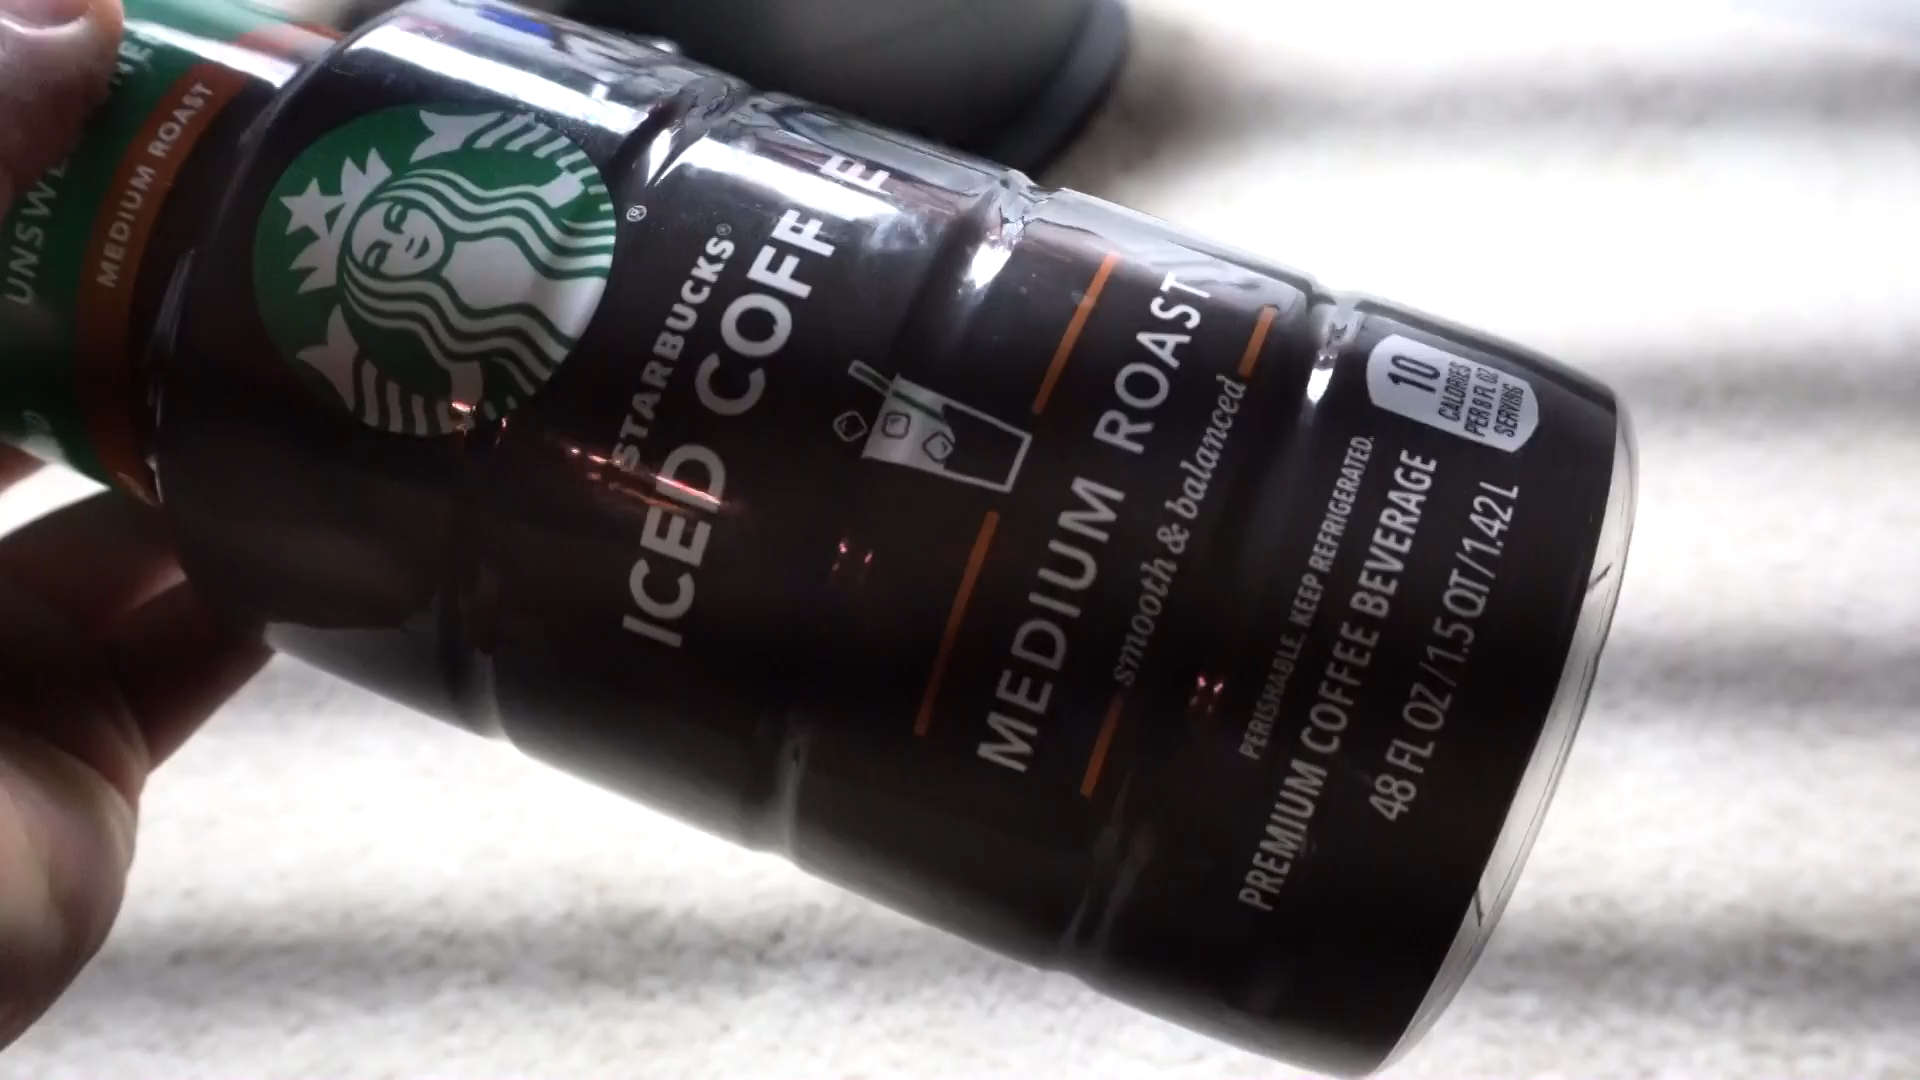 MEDIUM ROAST
STARBUCKS®
ICED COFFEE
MEDIUM ROAST
smooth & balanced
10
CALORIES
PER 8 FL OZ
SERVING
PERISHABLE. KEEP REFRIGERATED.
PREMIUM COFFEE BEVERAGE
48 FL OZ / 1.5 QT / 1.42 L